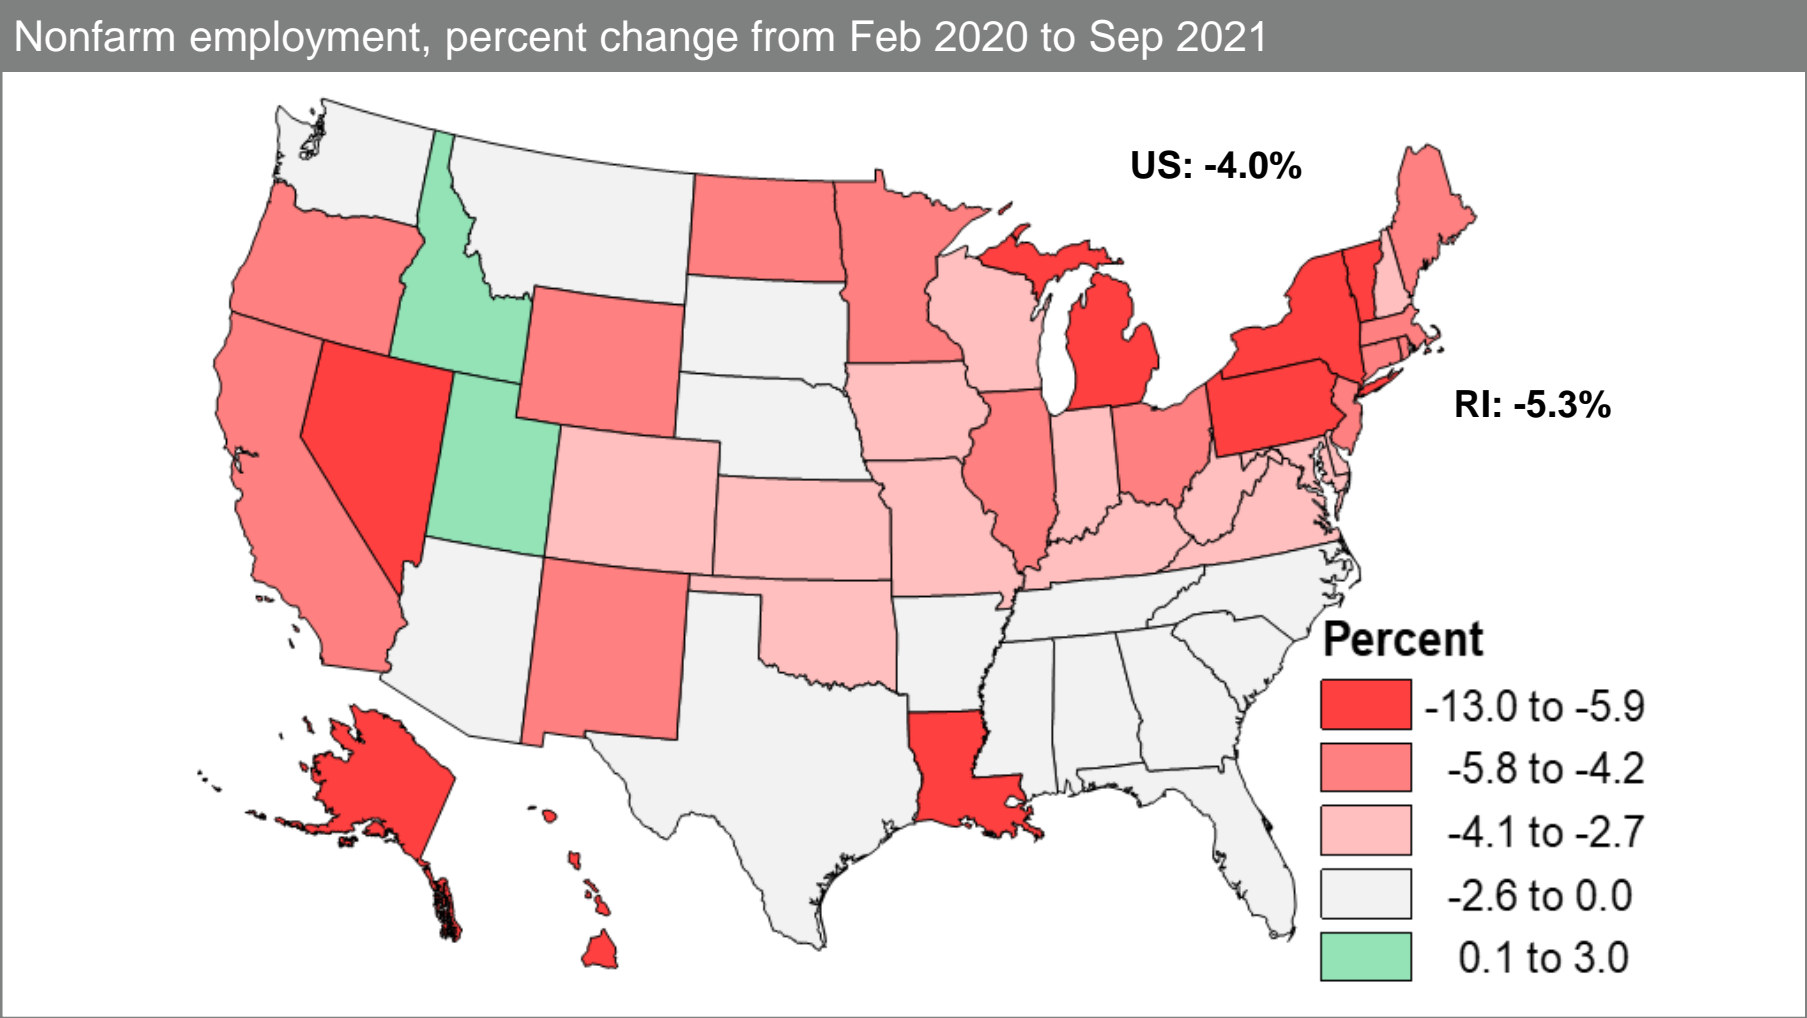 Nonfarm employment, percent change from Feb 2020 to Sep 2021
US: -4.0%
RI: -5.3%
Percent
-13.0 to -5.9
-5.8 to -4.2
-4.1 to -2.7
-2.6 to 0.0
0.1 to 3.0